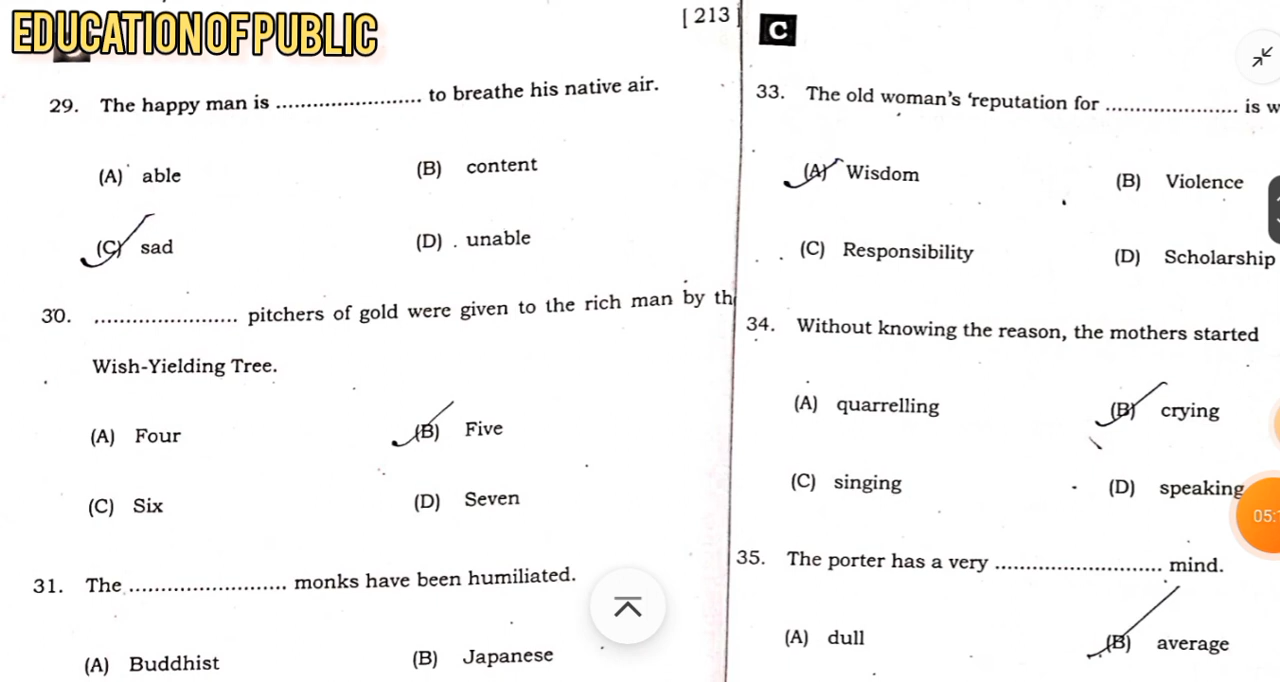 EDUCATIONOFPUBLIC
[ 213 ]
29. The happy man is ........................ to breathe his native air.
(A) able
(B) content
(C) sad
(D) unable
30. ........................ pitchers of gold were given to the rich man by th
Wish-Yielding Tree.
(A) Four
(B) Five
(C) Six
(D) Seven
31. The ........................ monks have been humiliated.
(A) Buddhist
(B) Japanese
C
33. The old woman's 'reputation for ........................ is w
(A) Wisdom
(B) Violence
(C) Responsibility
(D) Scholarship
34. Without knowing the reason, the mothers started
(A) quarrelling
(B) crying
(C) singing
(D) speaking
05:
35. The porter has a very ........................ mind.
(A) dull
(B) average